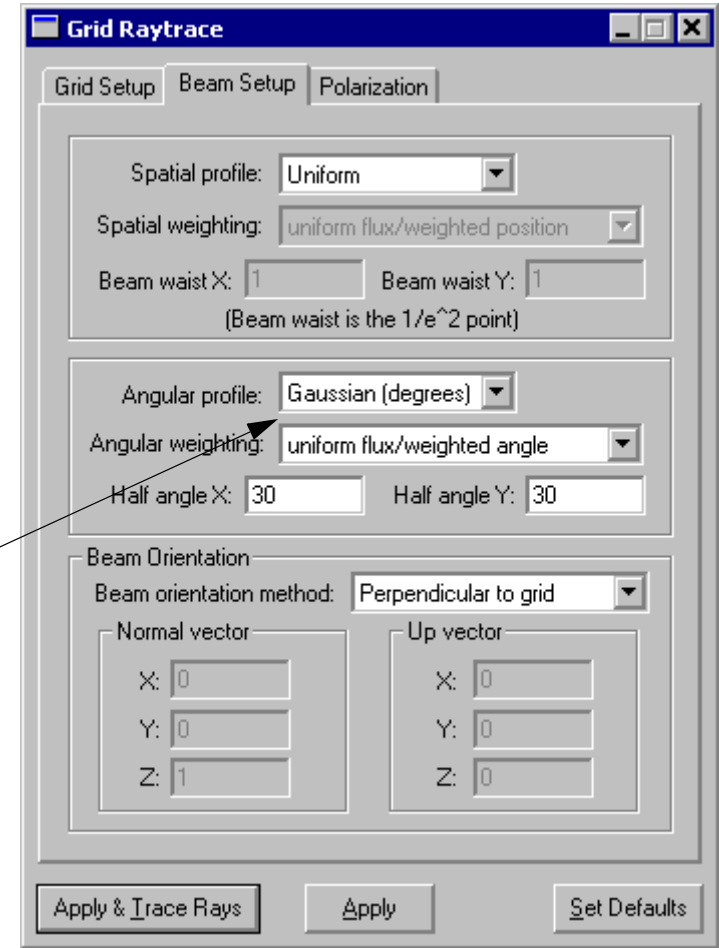 Grid Raytrace
Grid Setup Beam Setup Polarization
Spatial profile: Uniform
Spatial weighting: uniform flux/weighted position
Beam waist X: 1 Beam waist Y: 1
(Beam waist is the 1/e^2 point)
Angular profile: Gaussian (degrees)
Angular weighting: uniform flux/weighted angle
Half angle X: 30 Half angle Y: 30
Beam Orientation
Beam orientation method: Perpendicular to grid
Normal vector Up vector
X: 0 X: 0
Y: 0 Y: 0
Z: 1 Z: 0
Apply & Trace Rays Apply Set Defaults